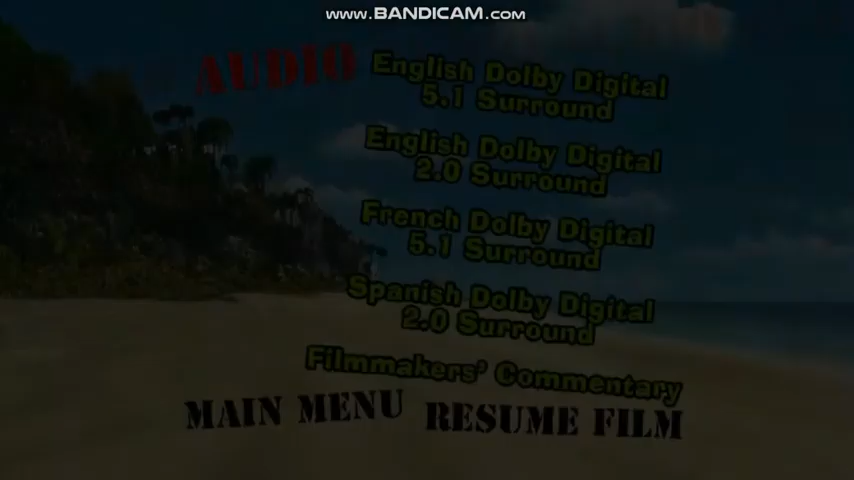 www.BANDICAM.com
AUDIO
English Dolby Digital
5.1 Surround
English Dolby Digital
2.0 Surround
French Dolby Digital
5.1 Surround
Spanish Dolby Digital
2.0 Surround
Filmmakers' Commentary
MAIN MENU
RESUME FILM